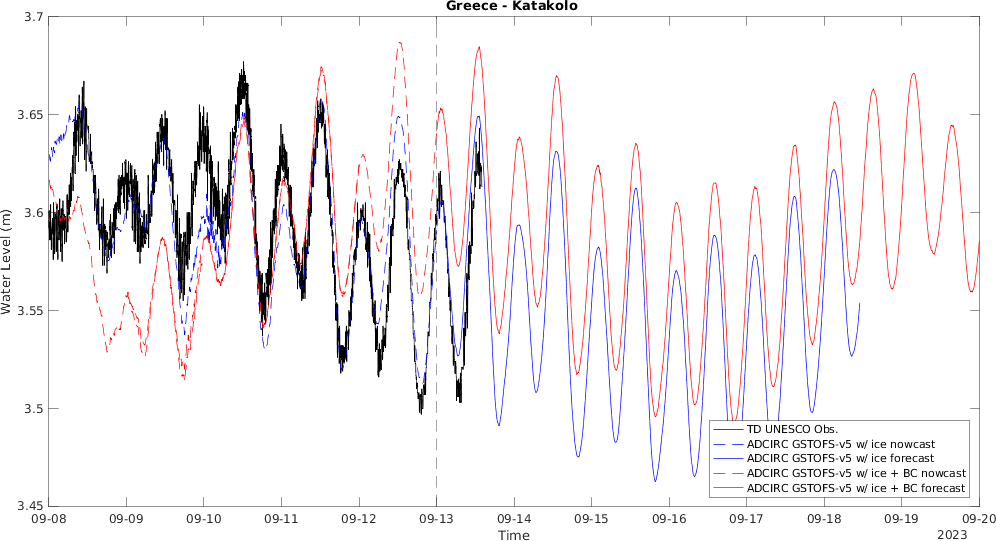 Greece - Katakolo
3.7
3.65
3.6
3.55
3.5
3.45
Water Level (m)
09-08 09-09 09-10 09-11 09-12 09-13 09-14 09-15 09-16 09-17 09-18 09-19 09-20
Time
2023
TD UNESCO Obs.
ADCIRC GSTOFS-v5 w/ ice nowcast
ADCIRC GSTOFS-v5 w/ ice forecast
ADCIRC GSTOFS-v5 w/ ice + BC nowcast
ADCIRC GSTOFS-v5 w/ ice + BC forecast